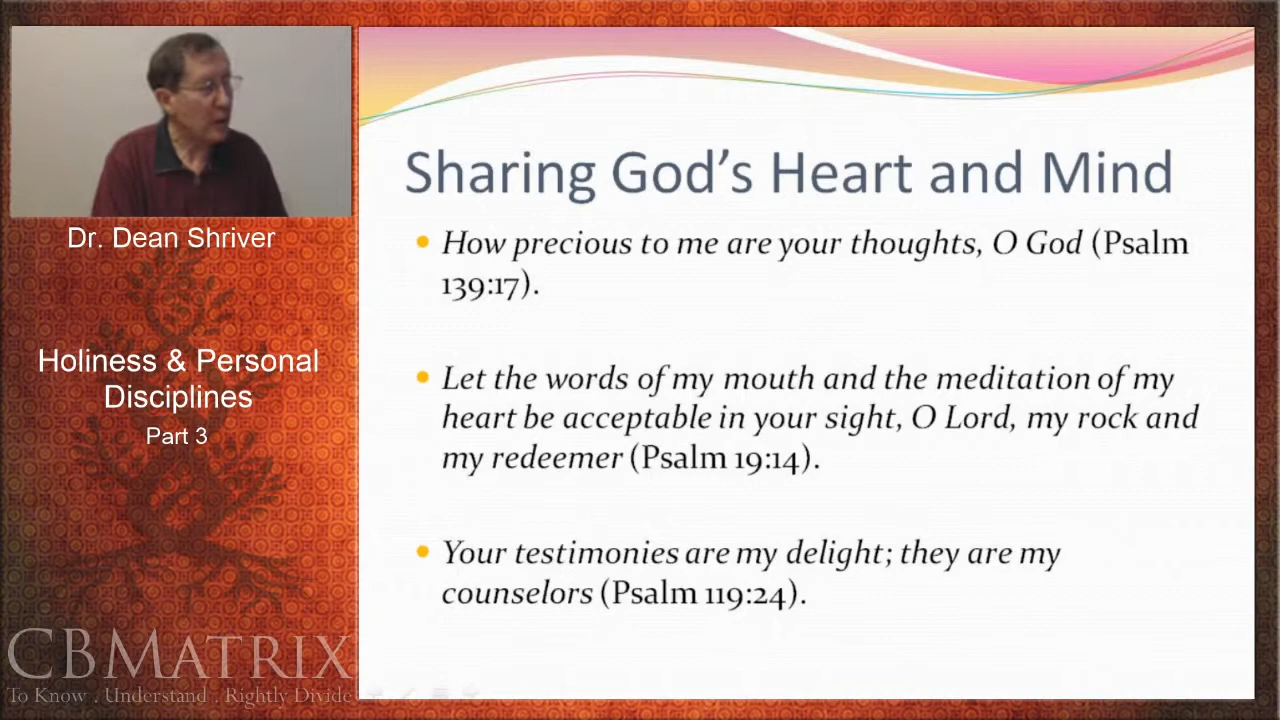 Dr. Dean Shriver
Holiness & Personal
Disciplines
Part 3
CBMATRIX
To Know . Understand . Rightly Divide
Sharing God’s Heart and Mind
• How precious to me are your thoughts, O God (Psalm
139:17).
• Let the words of my mouth and the meditation of my
heart be acceptable in your sight, O Lord, my rock and
my redeemer (Psalm 19:14).
• Your testimonies are my delight; they are my
counselors (Psalm 119:24).